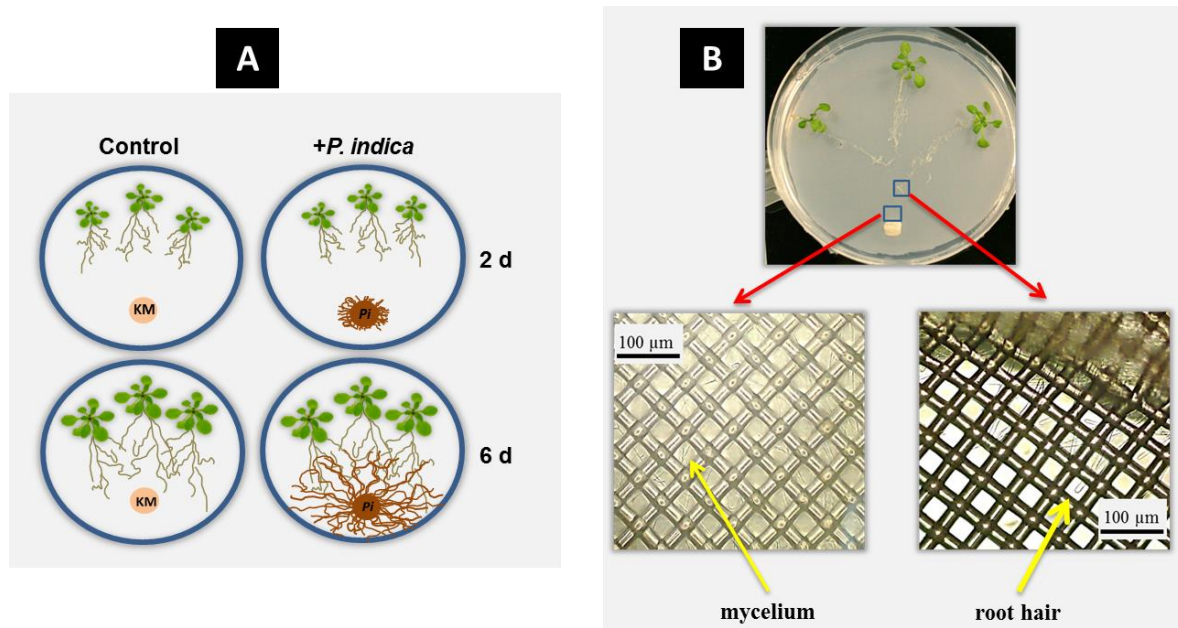 A
Control
+P. indica
KM
Pi
2 d
KM
Pi
6 d
B
100 µm
100 µm
mycelium
root hair